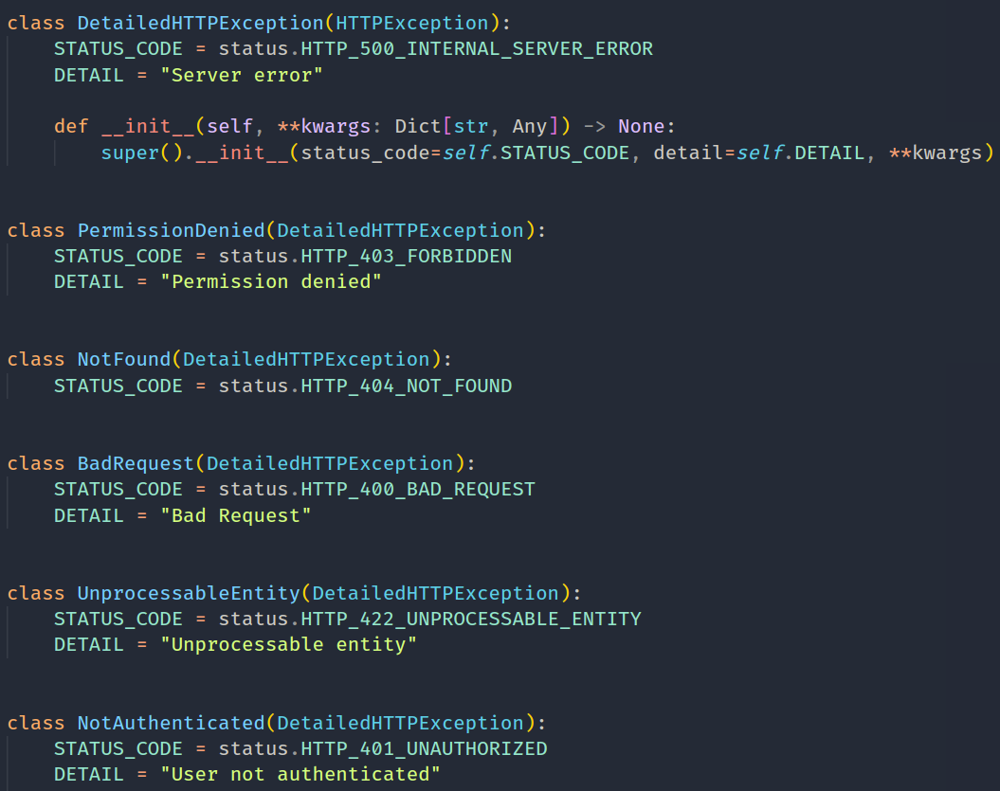 class DetailedHTTPException(HTTPException):
    STATUS_CODE = status.HTTP_500_INTERNAL_SERVER_ERROR
    DETAIL = "Server error"

    def __init__(self, **kwargs: Dict[str, Any]) -> None:
        super().__init__(status_code=self.STATUS_CODE, detail=self.DETAIL, **kwargs)


class PermissionDenied(DetailedHTTPException):
    STATUS_CODE = status.HTTP_403_FORBIDDEN
    DETAIL = "Permission denied"


class NotFound(DetailedHTTPException):
    STATUS_CODE = status.HTTP_404_NOT_FOUND


class BadRequest(DetailedHTTPException):
    STATUS_CODE = status.HTTP_400_BAD_REQUEST
    DETAIL = "Bad Request"


class UnprocessableEntity(DetailedHTTPException):
    STATUS_CODE = status.HTTP_422_UNPROCESSABLE_ENTITY
    DETAIL = "Unprocessable entity"


class NotAuthenticated(DetailedHTTPException):
    STATUS_CODE = status.HTTP_401_UNAUTHORIZED
    DETAIL = "User not authenticated"